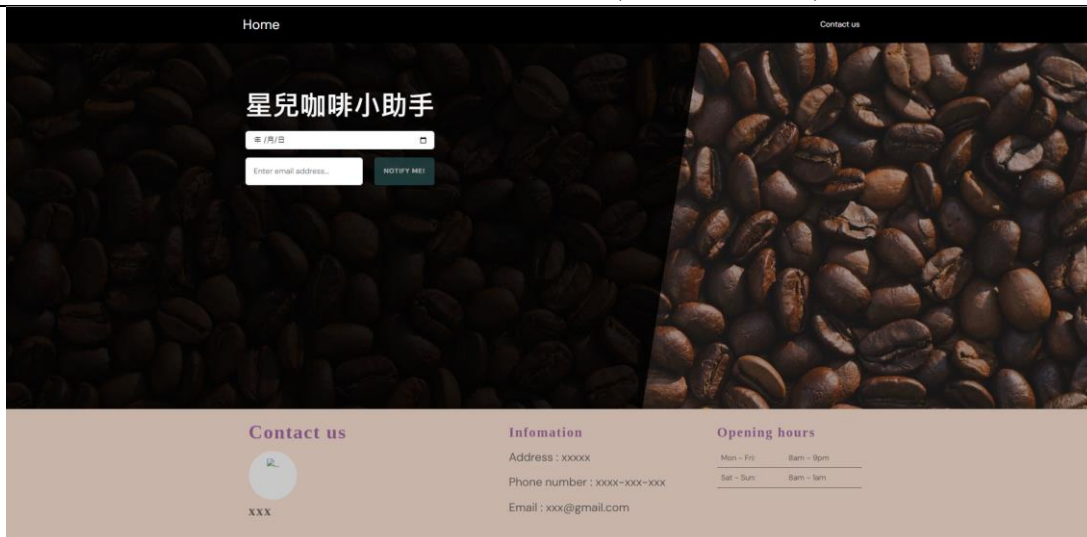 Home
Contact us
星兒咖啡小助手
年 /月/日
Enter email address...
NOTIFY ME!
Contact us
xxx
Infomation
Address : xxxxx
Phone number : xxxx-xxx-xxx
Email : xxx@gmail.com
Opening hours
Mon - Fri: 8am - 9pm
Sat - Sun: 8am - 1am